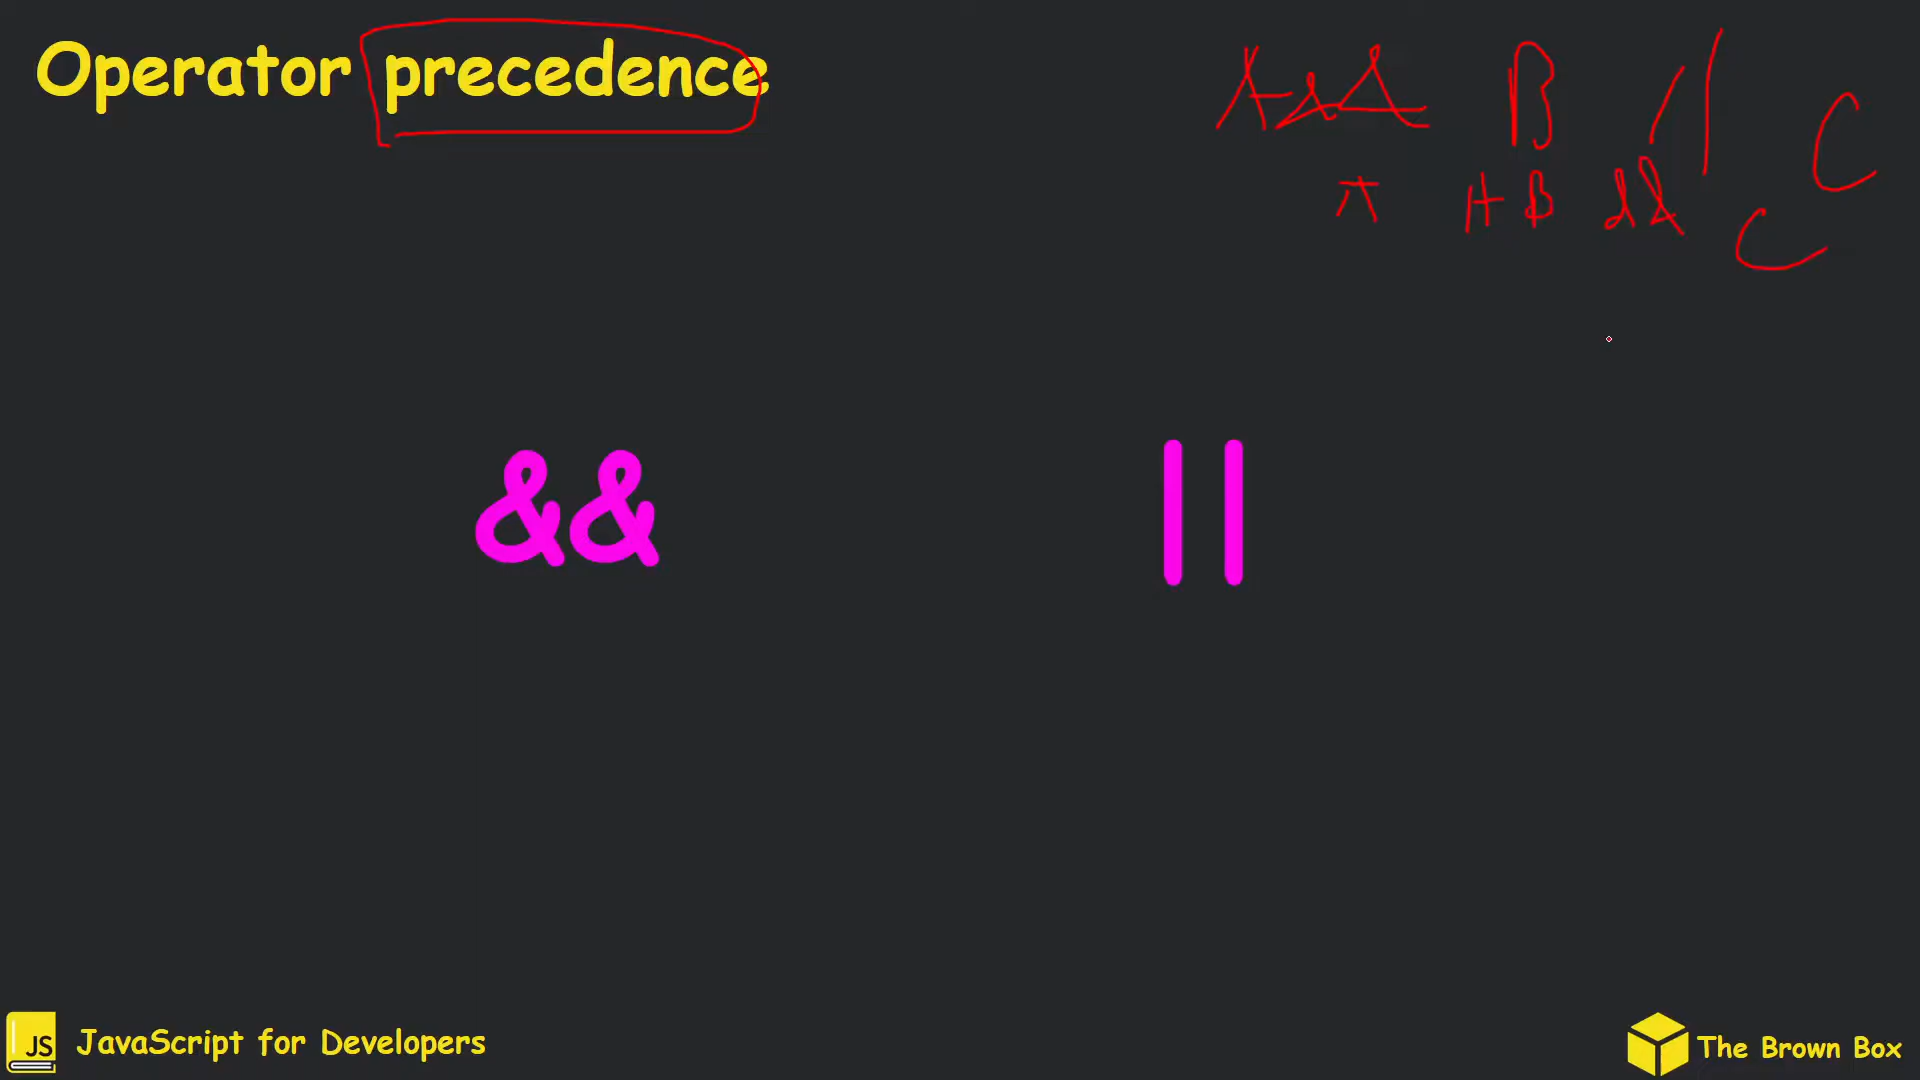 Operator precedence
A && B || C
B && C
&& ||
JS JavaScript for Developers
The Brown Box